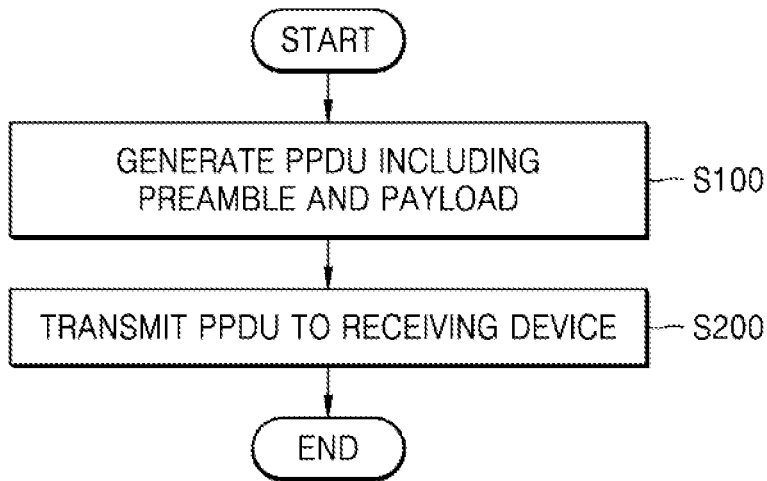 START
GENERATE PPDU INCLUDING
PREAMBLE AND PAYLOAD
S100
TRANSMIT PPDU TO RECEIVING DEVICE
S200
END